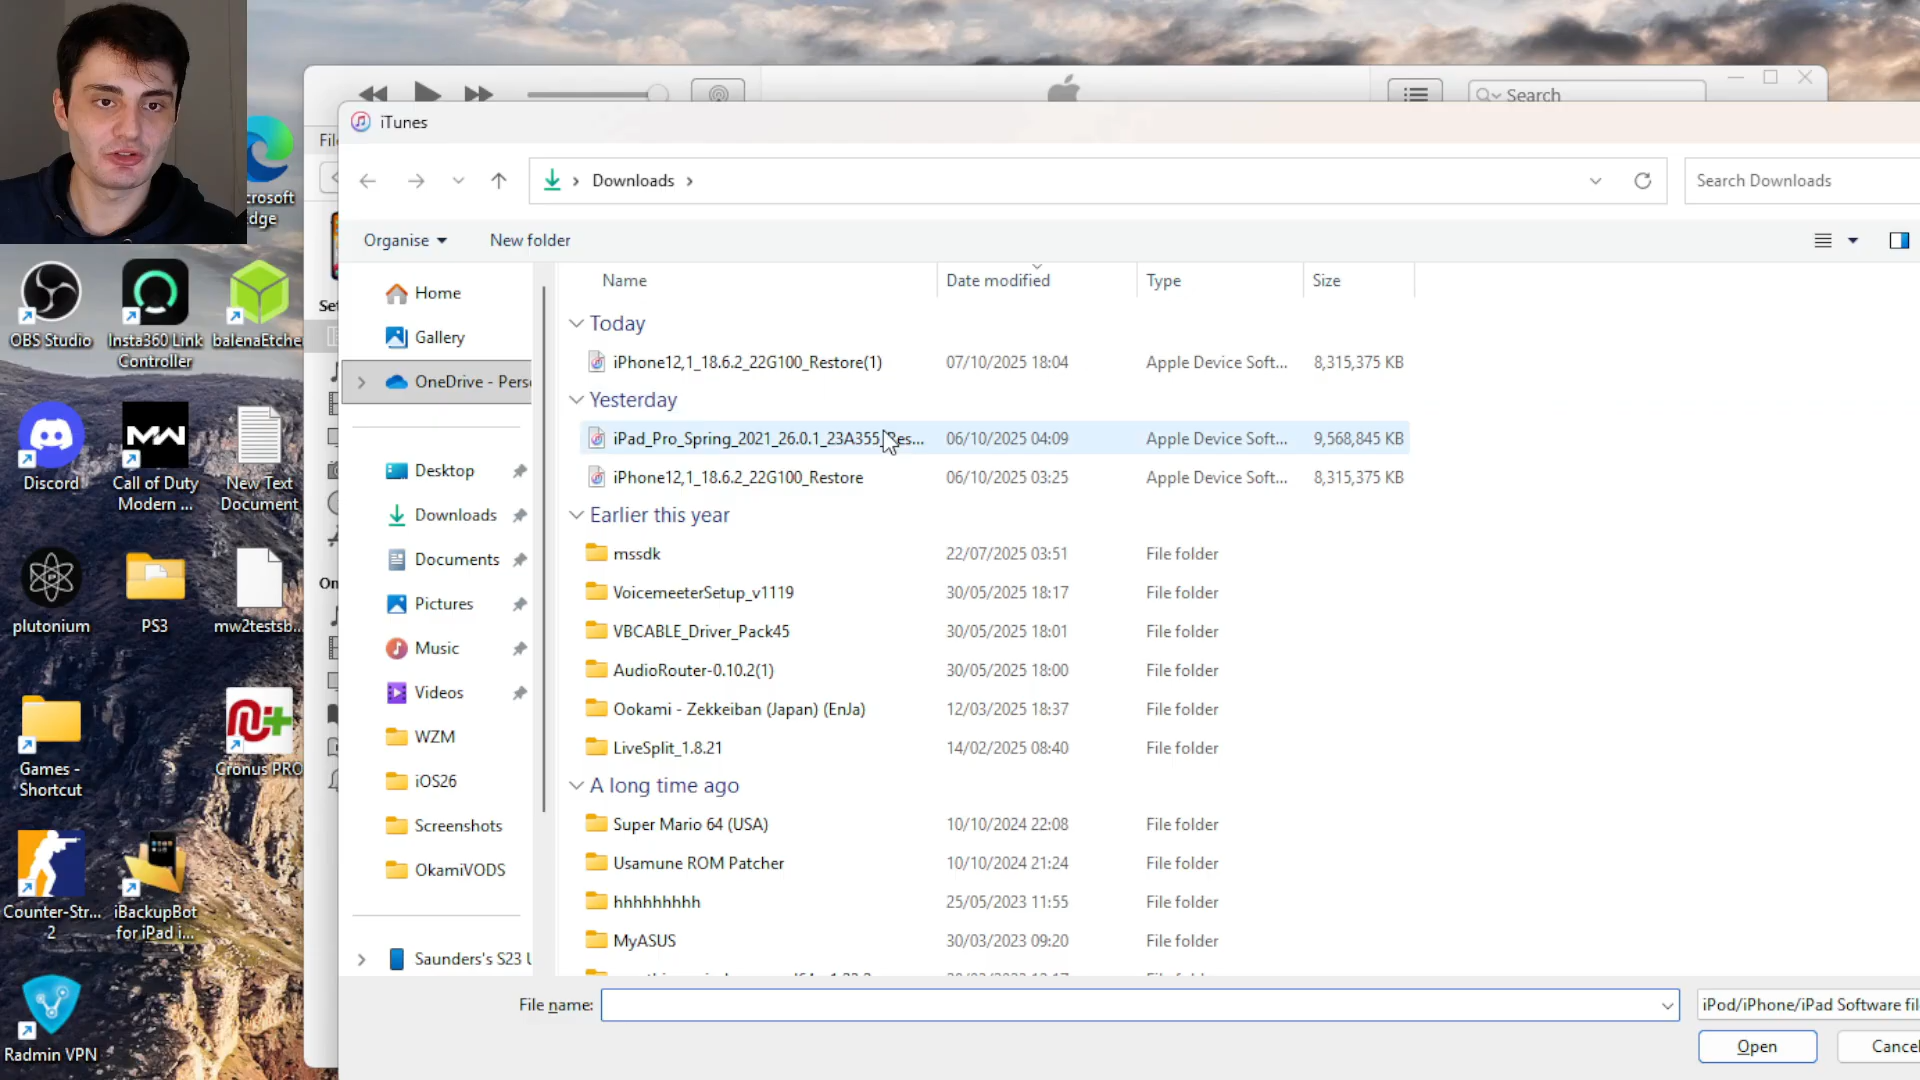 Search
iTunes
File
Downloads
Search Downloads
Organise
New folder
Name
Date modified
Type
Size
Home
Gallery
OneDrive - Perso
Desktop
Downloads
Documents
Pictures
Music
Videos
WZM
iOS26
Screenshots
OkamiVODS
Saunders's S23 U
Today
iPhone12,1_18.6.2_22G100_Restore(1) 07/10/2025 18:04 Apple Device Soft... 8,315,375 KB
Yesterday
iPad_Pro_Spring_2021_26.0.1_23A355_Res... 06/10/2025 04:09 Apple Device Soft... 9,568,845 KB
iPhone12,1_18.6.2_22G100_Restore 06/10/2025 03:25 Apple Device Soft... 8,315,375 KB
Earlier this year
mssdk 22/07/2025 03:51 File folder
VoicemeeterSetup_v1119 30/05/2025 18:17 File folder
VBCABLE_Driver_Pack45 30/05/2025 18:01 File folder
AudioRouter-0.10.2(1) 30/05/2025 18:00 File folder
Ookami - Zekkeiban (Japan) (EnJa) 12/03/2025 18:37 File folder
LiveSplit_1.8.21 14/02/2025 08:40 File folder
A long time ago
Super Mario 64 (USA) 10/10/2024 22:08 File folder
Usamune ROM Patcher 10/10/2024 21:24 File folder
hhhhhhhhh 25/05/2023 11:55 File folder
MyASUS 30/03/2023 09:20 File folder
File name:
iPod/iPhone/iPad Software file
Open
Cancel
crosoft
dge
OBS Studio
Insta360 Link
Controller
balenaEtche
Discord
MW
Call of Duty
Modern ...
New Text
Document
plutonium
PS3
mw2testsb...
Games -
Shortcut
Cronus PRO
Counter-Str...
2
iBackupBot
for iPad i...
Radmin VPN
Set
On